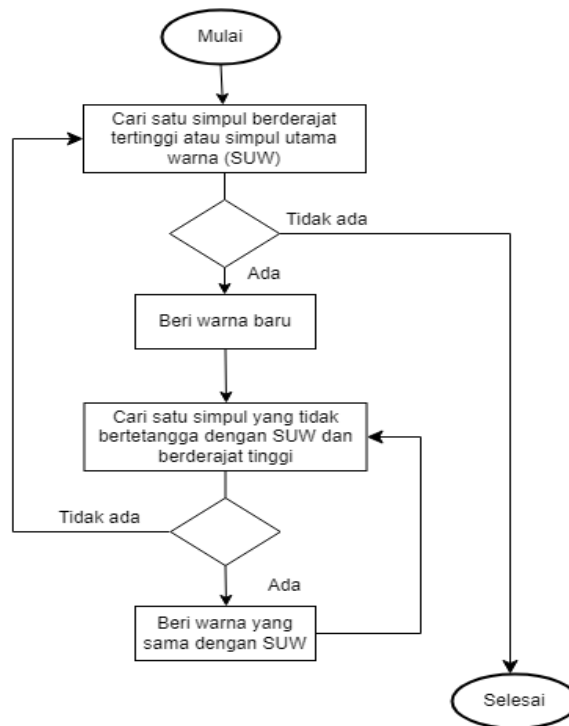 Mulai
Cari satu simpul berderajat
tertinggi atau simpul utama
warna (SUW)
Tidak ada
Ada
Beri warna baru
Cari satu simpul yang tidak
bertetangga dengan SUW dan
berderajat tinggi
Tidak ada
Ada
Beri warna yang
sama dengan SUW
Selesai